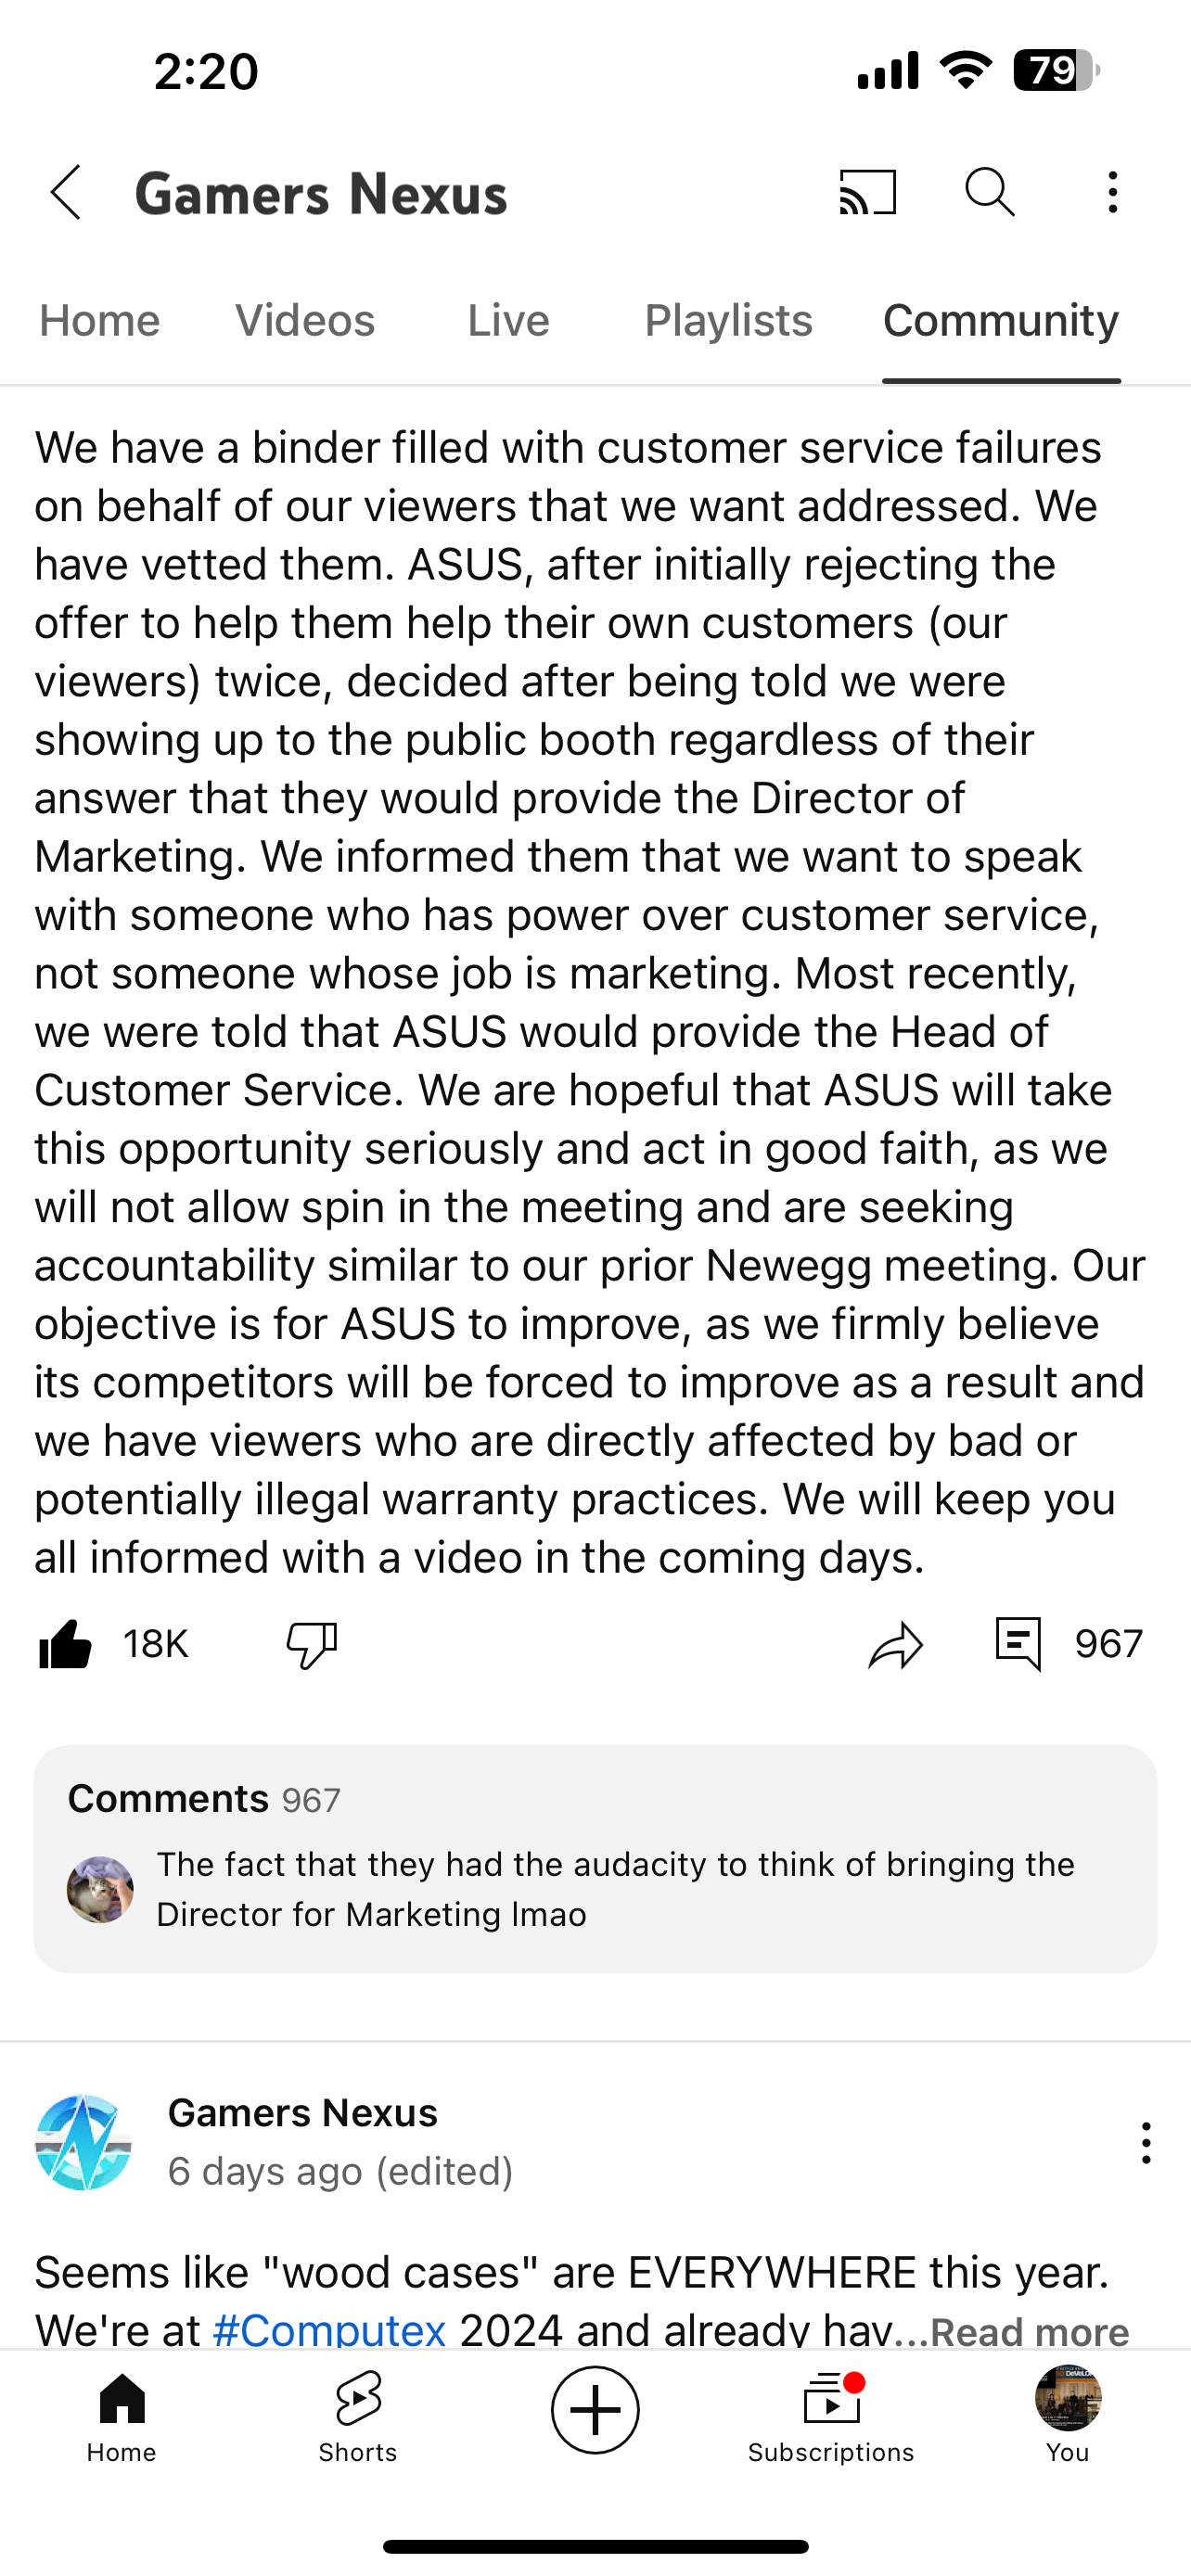 2:20
79
Gamers Nexus
Home Videos Live Playlists Community
We have a binder filled with customer service failures
on behalf of our viewers that we want addressed. We
have vetted them. ASUS, after initially rejecting the
offer to help them help their own customers (our
viewers) twice, decided after being told we were
showing up to the public booth regardless of their
answer that they would provide the Director of
Marketing. We informed them that we want to speak
with someone who has power over customer service,
not someone whose job is marketing. Most recently,
we were told that ASUS would provide the Head of
Customer Service. We are hopeful that ASUS will take
this opportunity seriously and act in good faith, as we
will not allow spin in the meeting and are seeking
accountability similar to our prior Newegg meeting. Our
objective is for ASUS to improve, as we firmly believe
its competitors will be forced to improve as a result and
we have viewers who are directly affected by bad or
potentially illegal warranty practices. We will keep you
all informed with a video in the coming days.
18K 967
Comments 967
The fact that they had the audacity to think of bringing the
Director for Marketing lmao
Gamers Nexus
6 days ago (edited)
Seems like "wood cases" are EVERYWHERE this year.
We're at #Computex 2024 and already hav...Read more
Home Shorts Subscriptions You